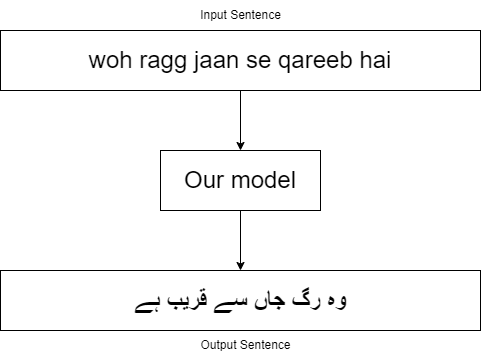 Input Sentence
woh ragg jaan se qareeb hai
Our model
وہ رگ جاں سے قریب ہے
Output Sentence